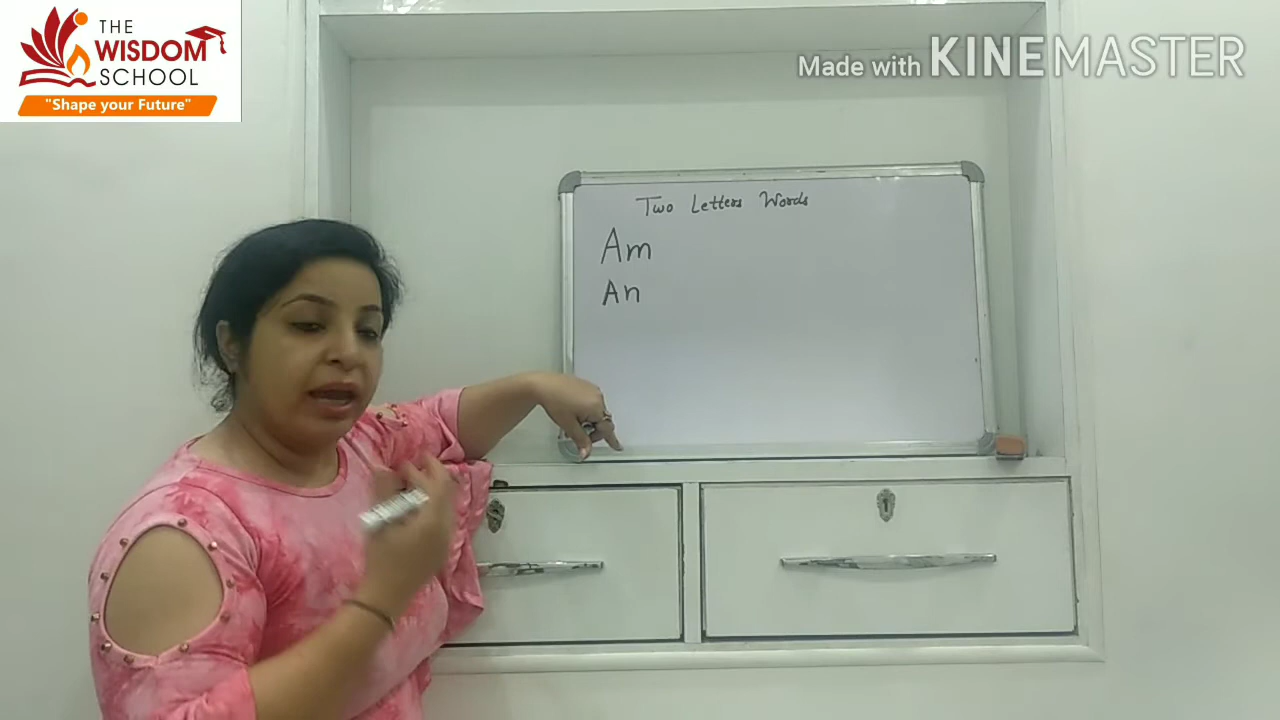 THE
WISDOM
SCHOOL
"Shape your Future"
Made with KINEMASTER
Two Letters Words
Am
An